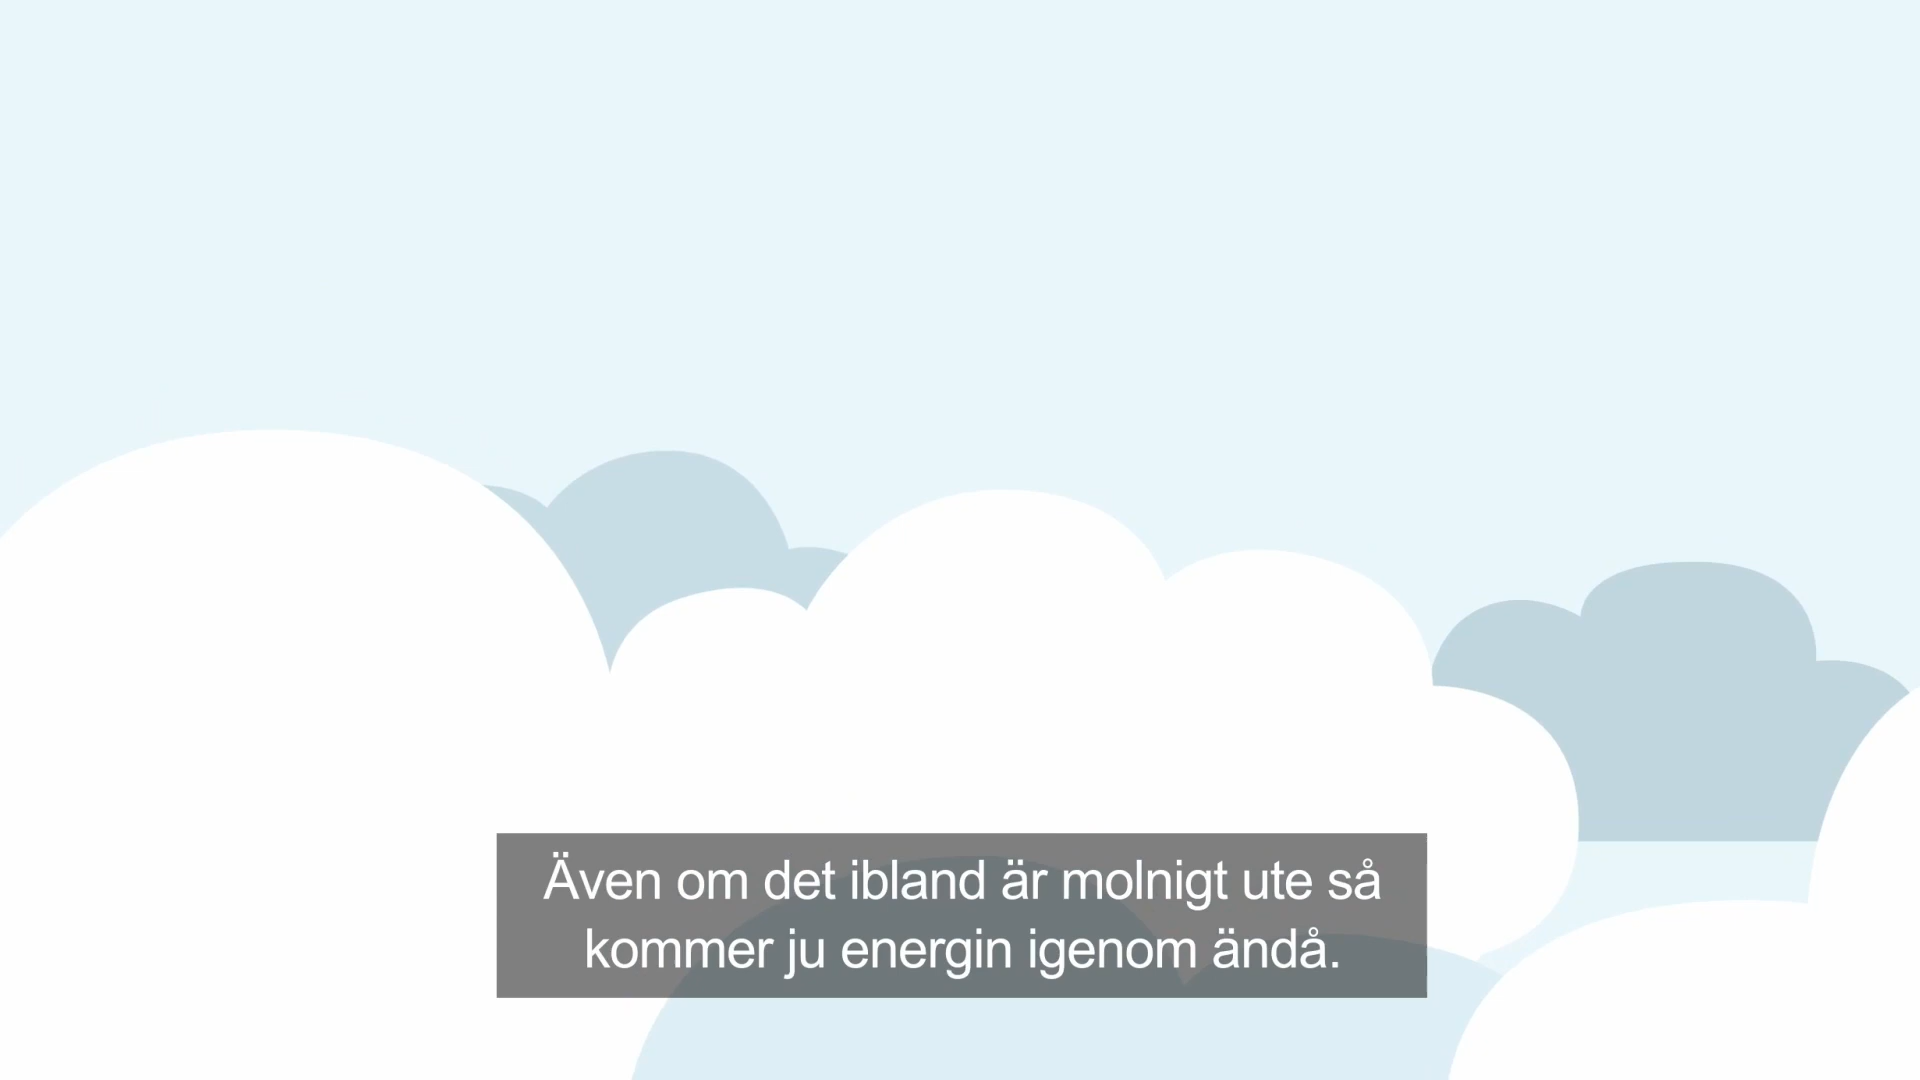 Även om det ibland är molnigt ute så
kommer ju energin igenom ändå.